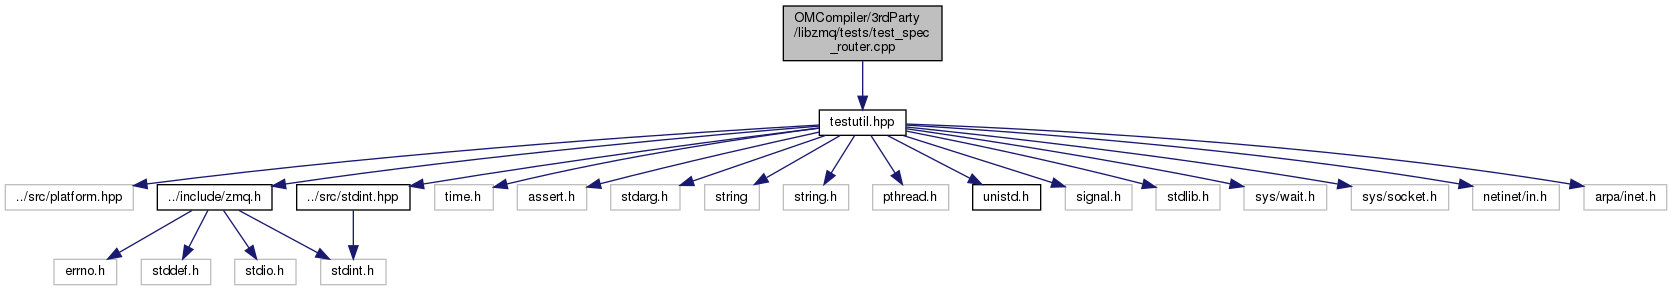 OMCompiler/3rdParty
/libzmq/tests/test_spec
_router.cpp
testutil.hpp
../src/platform.hpp
../include/zmq.h
../src/stdint.hpp
time.h
assert.h
stdarg.h
string
string.h
pthread.h
unistd.h
signal.h
stdlib.h
sys/wait.h
sys/socket.h
netinet/in.h
arpa/inet.h
errno.h
stddef.h
stdio.h
stdint.h